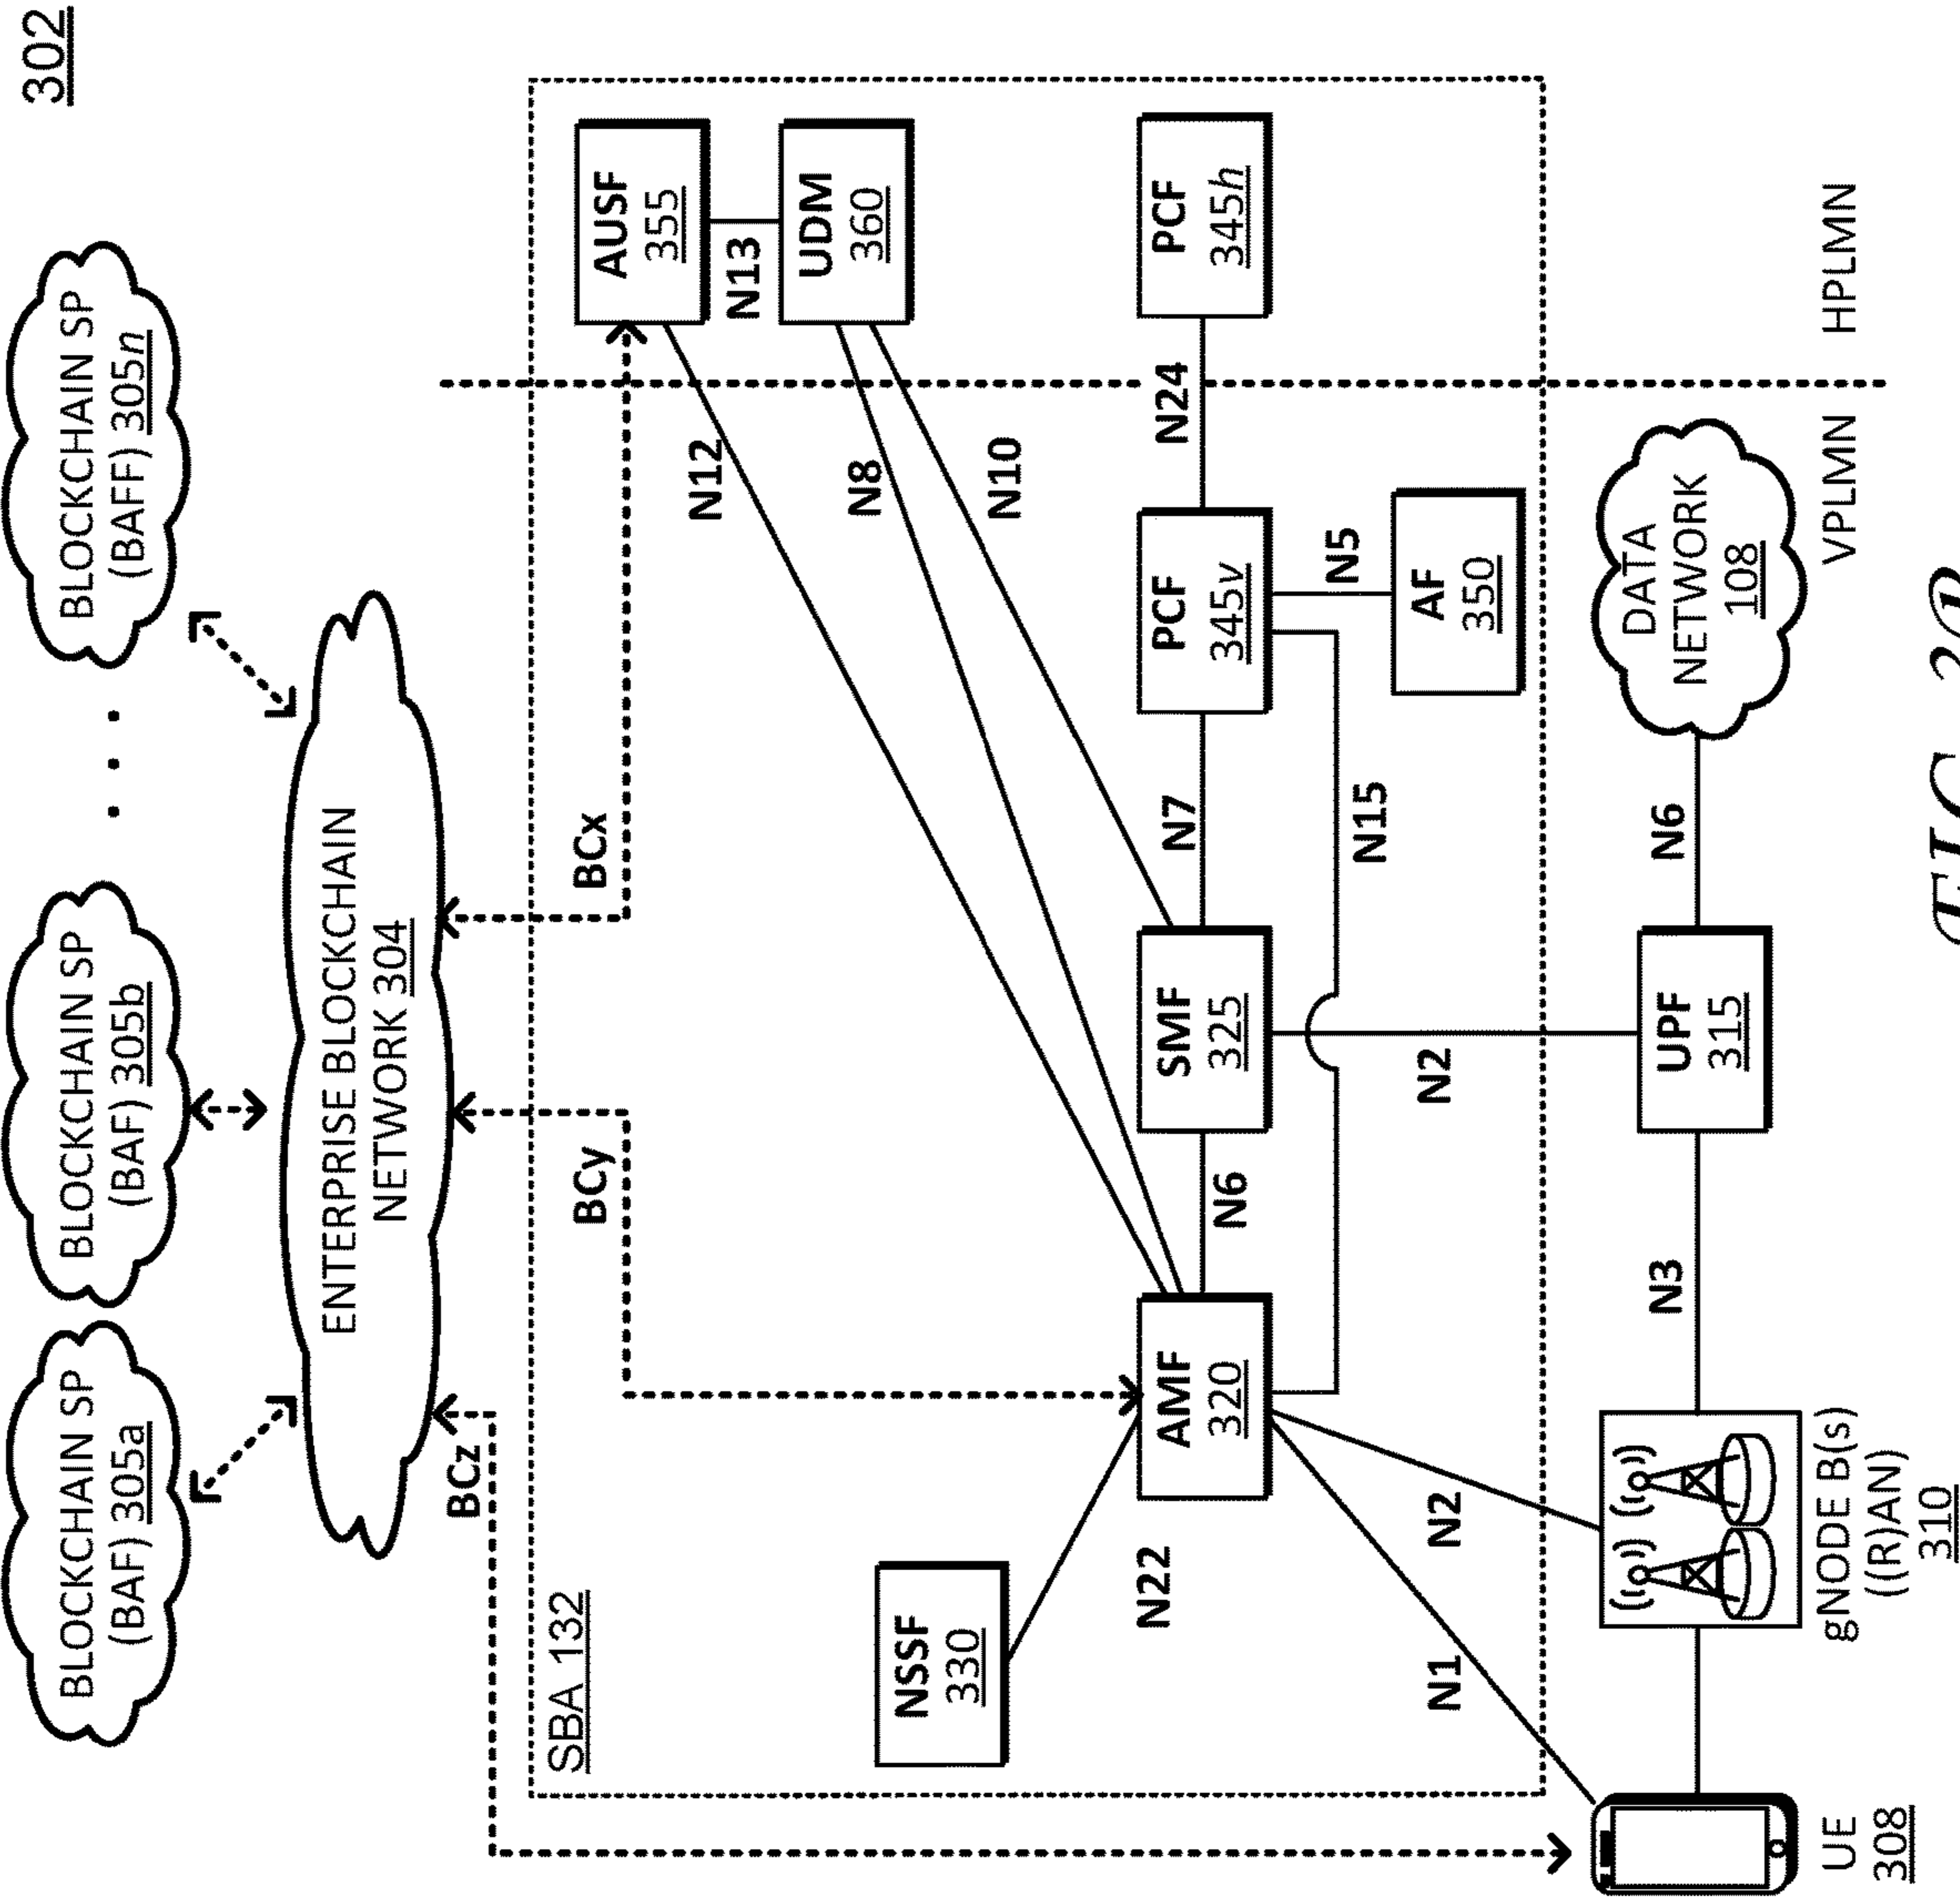 302
BLOCKCHAIN SP
(BAF) 305a
BLOCKCHAIN SP
(BAF) 305b
. . .
BLOCKCHAIN SP
(BAFF) 305n
ENTERPRISE BLOCKCHAIN
NETWORK 304
BCz
BCy
BCx
SBA 132
AUSF
355
N13
UDM
360
N12
N8
N10
NSSF
330
N22
AMF
320
N6
SMF
325
N7
PCF
345v
N24
PCF
345h
N15
N5
AF
350
N1
N2
N2
UE
308
gNODE B(s)
((R)AN)
310
N3
UPF
315
N6
DATA
NETWORK
108
VPLMN
HPLMN